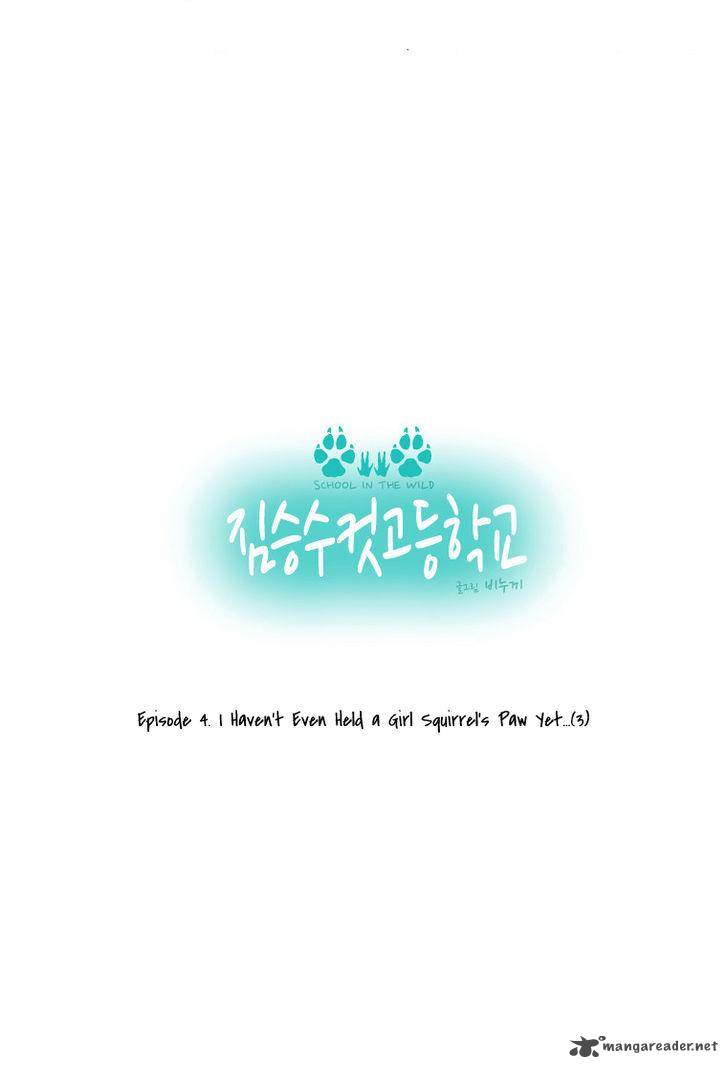 SCHOOL IN THE WILD
짐승수컷고등학교
글그림 비누끼
Episode 4. I Haven't Even Held a Girl Squirrel's Paw Yet...(3)
mangareader.net